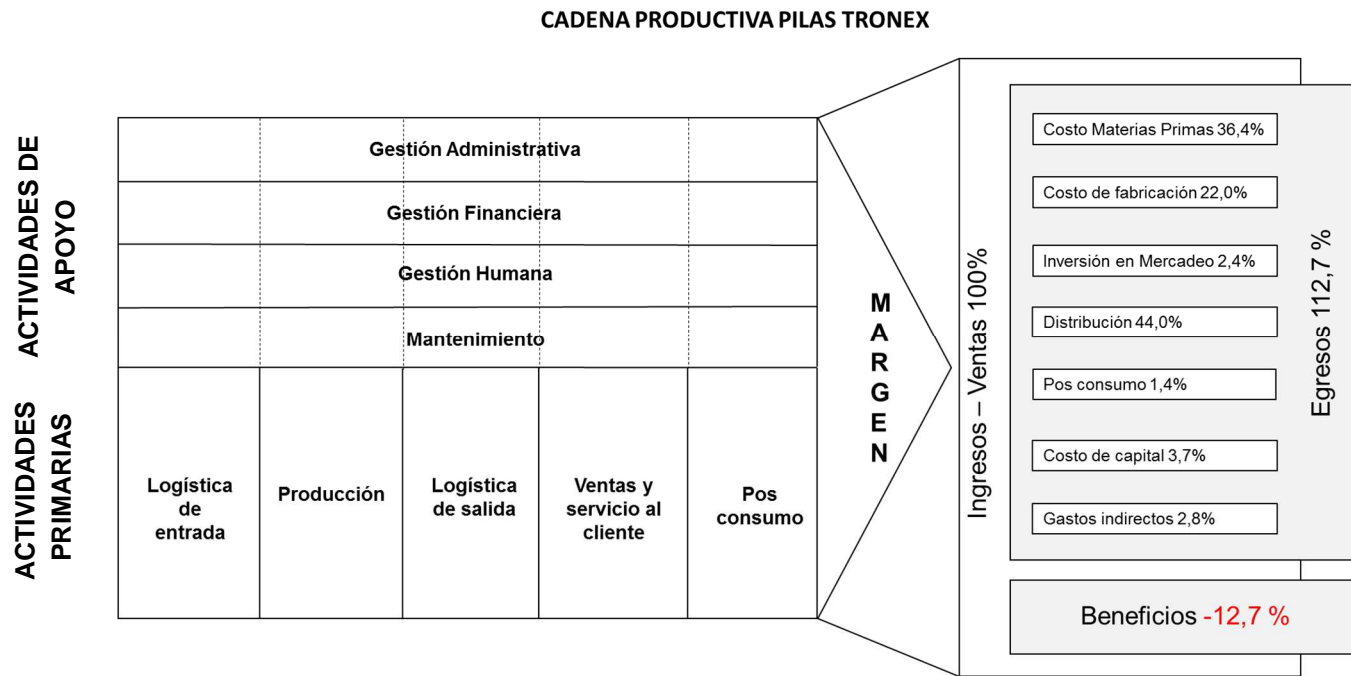 CADENA PRODUCTIVA PILAS TRONEX
ACTIVIDADES DE
APOYO
Gestión Administrativa
Gestión Financiera
Gestión Humana
Mantenimiento
ACTIVIDADES
PRIMARIAS
Logística
de
entrada
Producción
Logística
de salida
Ventas y
servicio al
cliente
Pos
consumo
MARGEN
Ingresos – Ventas 100%
Costo Materias Primas 36,4%
Costo de fabricación 22,0%
Inversión en Mercadeo 2,4%
Distribución 44,0%
Pos consumo 1,4%
Costo de capital 3,7%
Gastos indirectos 2,8%
Egresos 112,7 %
Beneficios -12,7 %